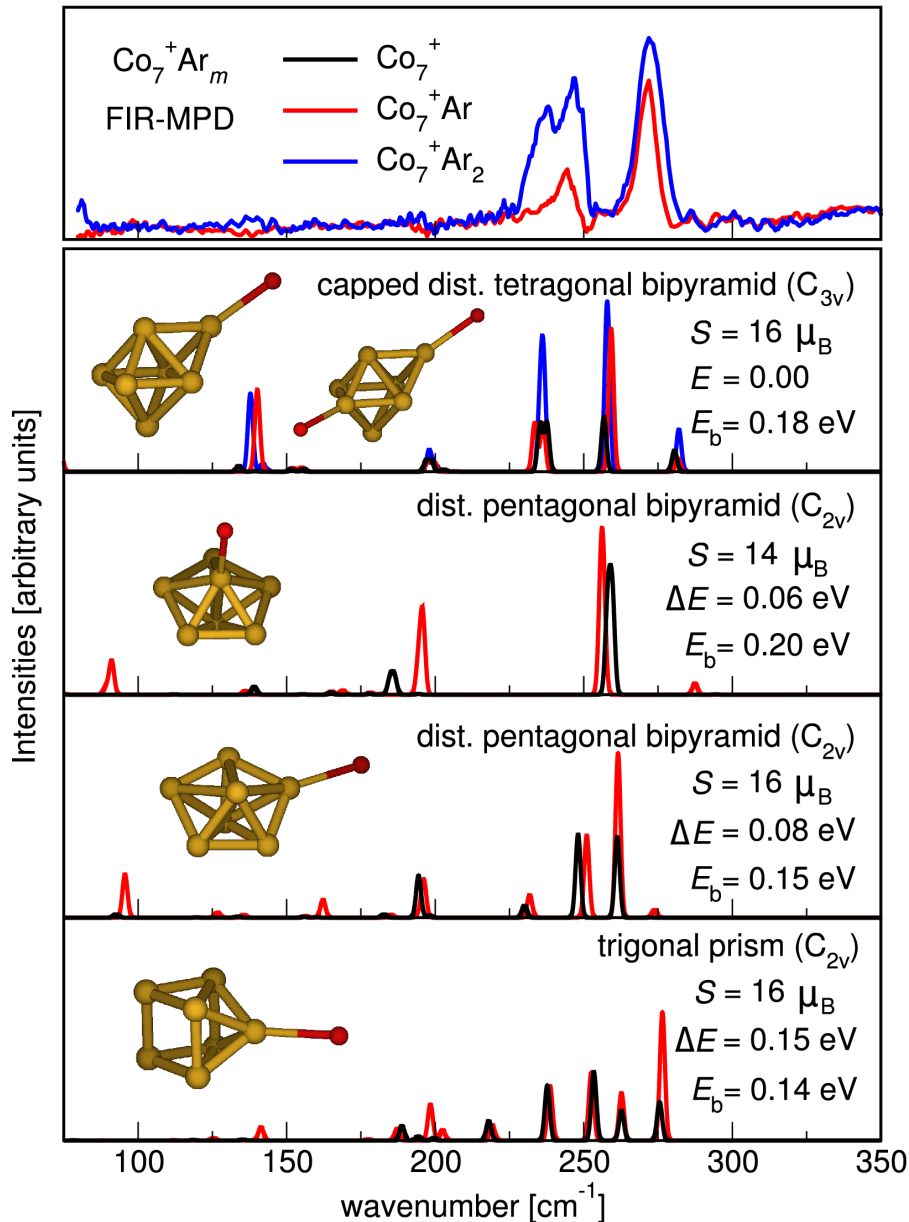 Co7+Arm
FIR-MPD
Co7+
Co7+Ar
Co7+Ar2
capped dist. tetragonal bipyramid (C3v)
S = 16 μB
E = 0.00
Eb= 0.18 eV
dist. pentagonal bipyramid (C2v)
S = 14 μB
ΔE = 0.06 eV
Eb= 0.20 eV
dist. pentagonal bipyramid (C2v)
S = 16 μB
ΔE = 0.08 eV
Eb= 0.15 eV
trigonal prism (C2v)
S = 16 μB
ΔE = 0.15 eV
Eb= 0.14 eV
Intensities [arbitrary units]
100 150 200 250 300 350
wavenumber [cm-1]